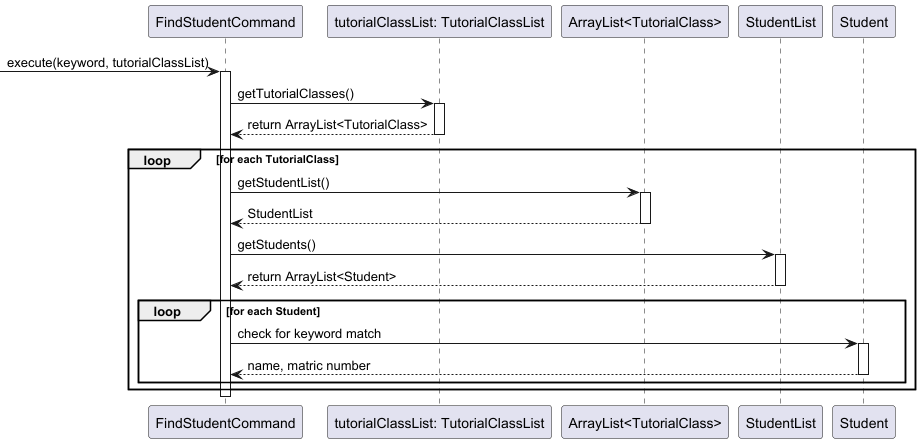 FindStudentCommand
tutorialClassList: TutorialClassList
ArrayList<TutorialClass>
StudentList
Student
execute(keyword, tutorialClassList)
getTutorialClasses()
return ArrayList<TutorialClass>
loop
[for each TutorialClass]
getStudentList()
StudentList
getStudents()
return ArrayList<Student>
loop
[for each Student]
check for keyword match
name, matric number
FindStudentCommand
tutorialClassList: TutorialClassList
ArrayList<TutorialClass>
StudentList
Student